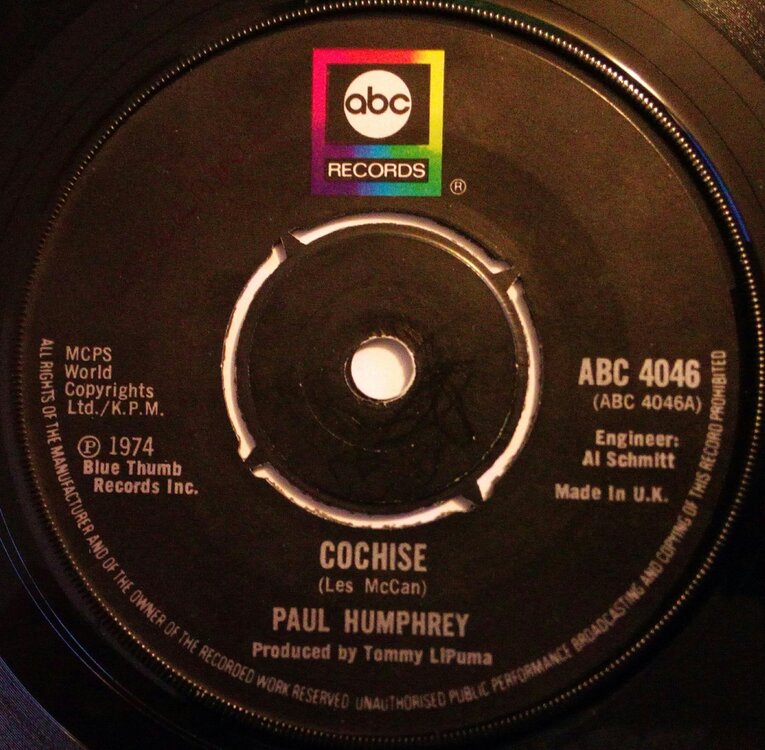 abc
RECORDS
®
MCPS
World
Copyrights
Ltd./K.P.M.
℗ 1974
Blue Thumb
Records Inc.
ABC 4046
(ABC 4046A)
Engineer:
Al Schmitt
Made in U.K.
COCHISE
(Les McCan)
PAUL HUMPHREY
Produced by Tommy LiPuma
ALL RIGHTS OF THE MANUFACTURER AND OF THE OWNER OF THE RECORDED WORK RESERVED UNAUTHORISED PUBLIC PERFORMANCE BROADCASTING AND COPYING OF THIS RECORD PROHIBITED